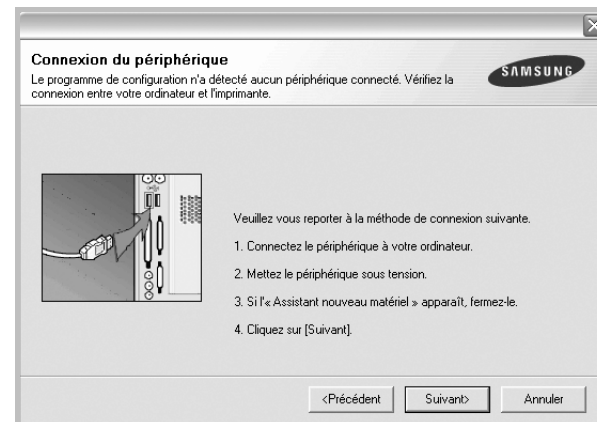 Connexion du périphérique
Le programme de configuration n'a détecté aucun périphérique connecté. Vérifiez la
connexion entre votre ordinateur et l'imprimante.
SAMSUNG
Veuillez vous reporter à la méthode de connexion suivante.
1. Connectez le périphérique à votre ordinateur.
2. Mettez le périphérique sous tension.
3. Si l'« Assistant nouveau matériel » apparaît, fermez-le.
4. Cliquez sur [Suivant].
<Précédent Suivant> Annuler